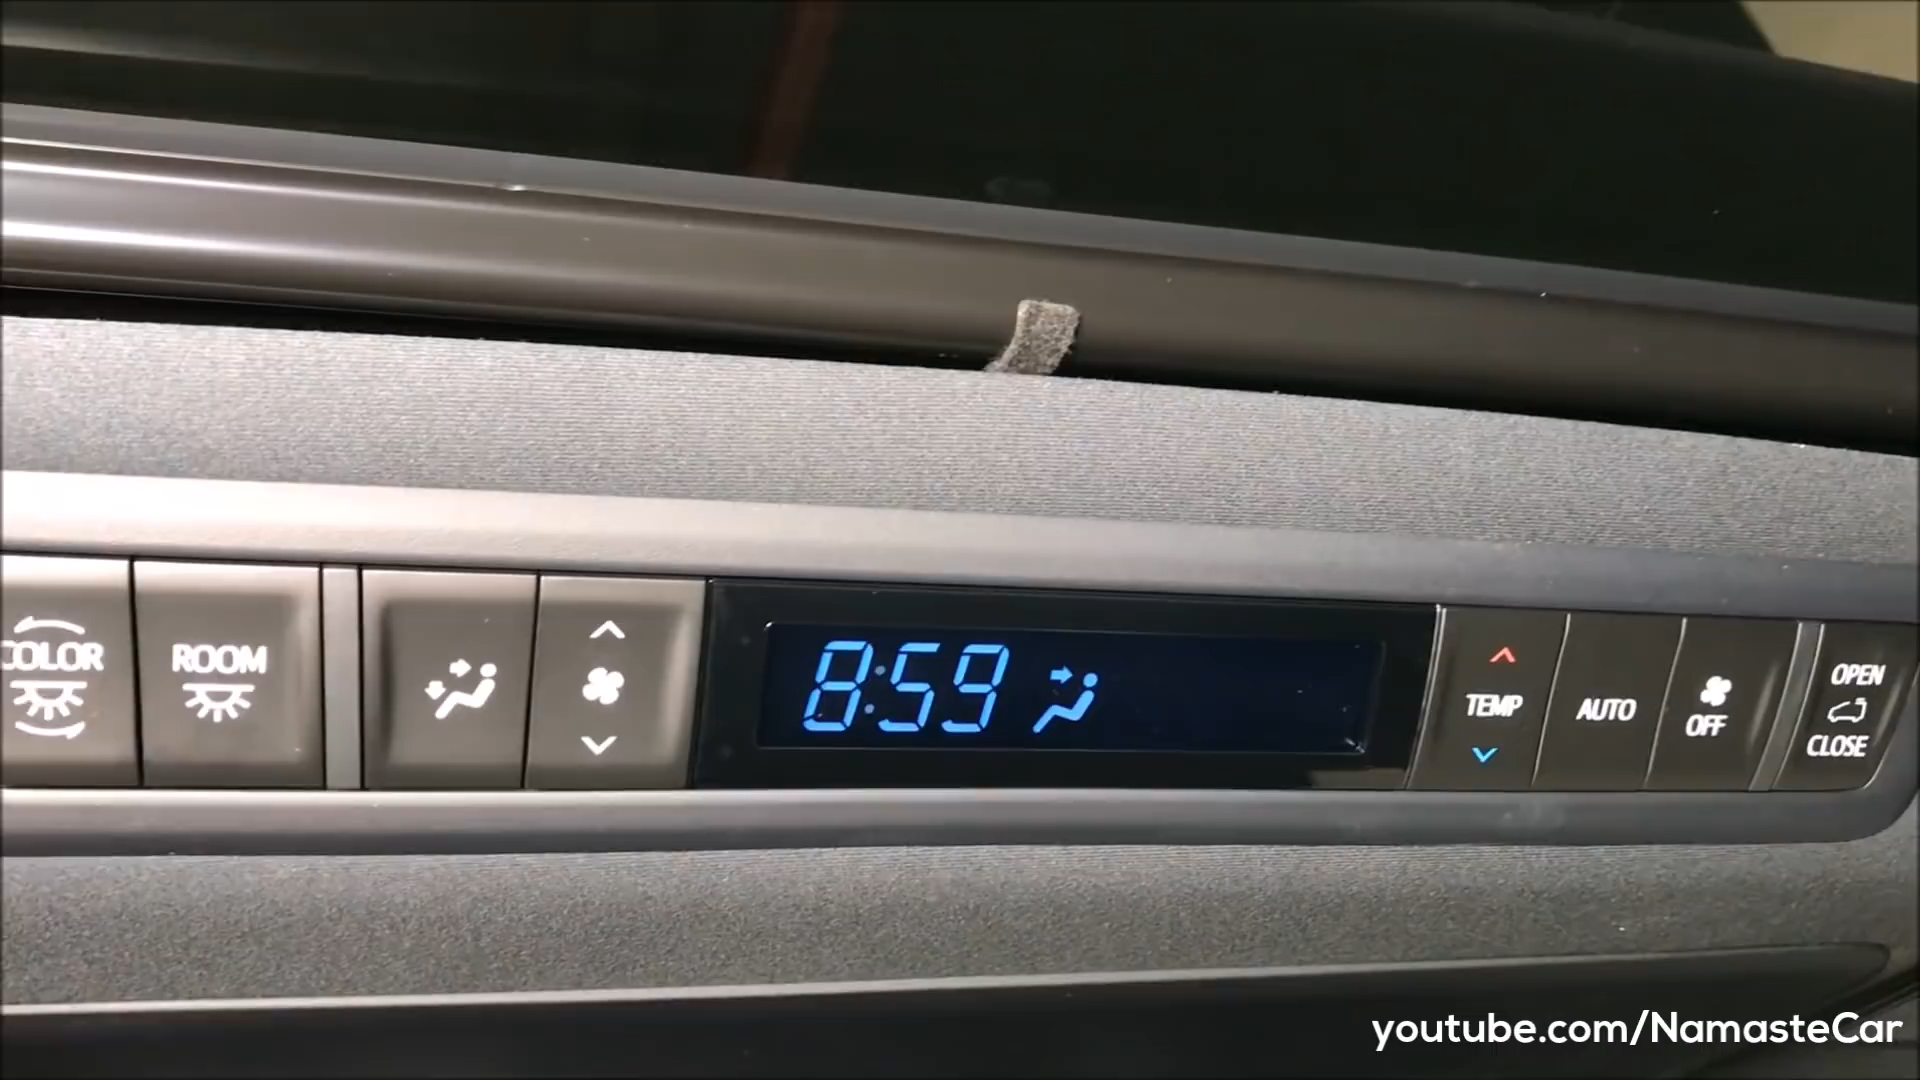 COLOR
ROOM
8:59
TEMP
AUTO
OFF
OPEN
CLOSE
youtube.com/NamasteCar